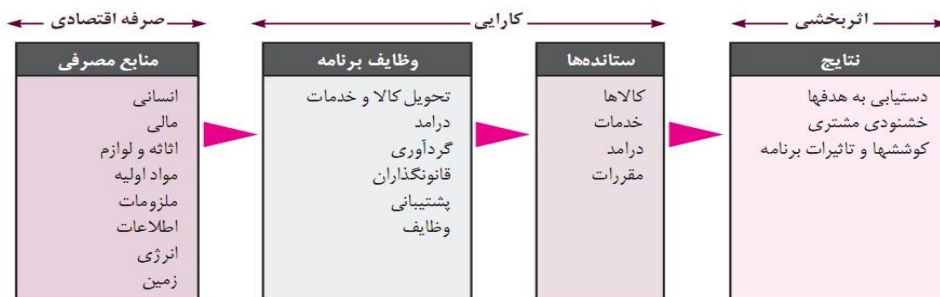 صرفه اقتصادی
کارایی
اثربخشی
منابع مصرفی
انسانی
مالی
اثاثه و لوازم
مواد اولیه
ملزومات
اطلاعات
انرژی
زمین
وظایف برنامه
تحویل کالا و خدمات
درامد
گردآوری
قانونگذاران
پشتیبانی
وظایف
ستانده‌ها
کالاها
خدمات
درامد
مقررات
نتایج
دستیابی به هدفها
خشنودی مشتری
کوششها و تاثیرات برنامه